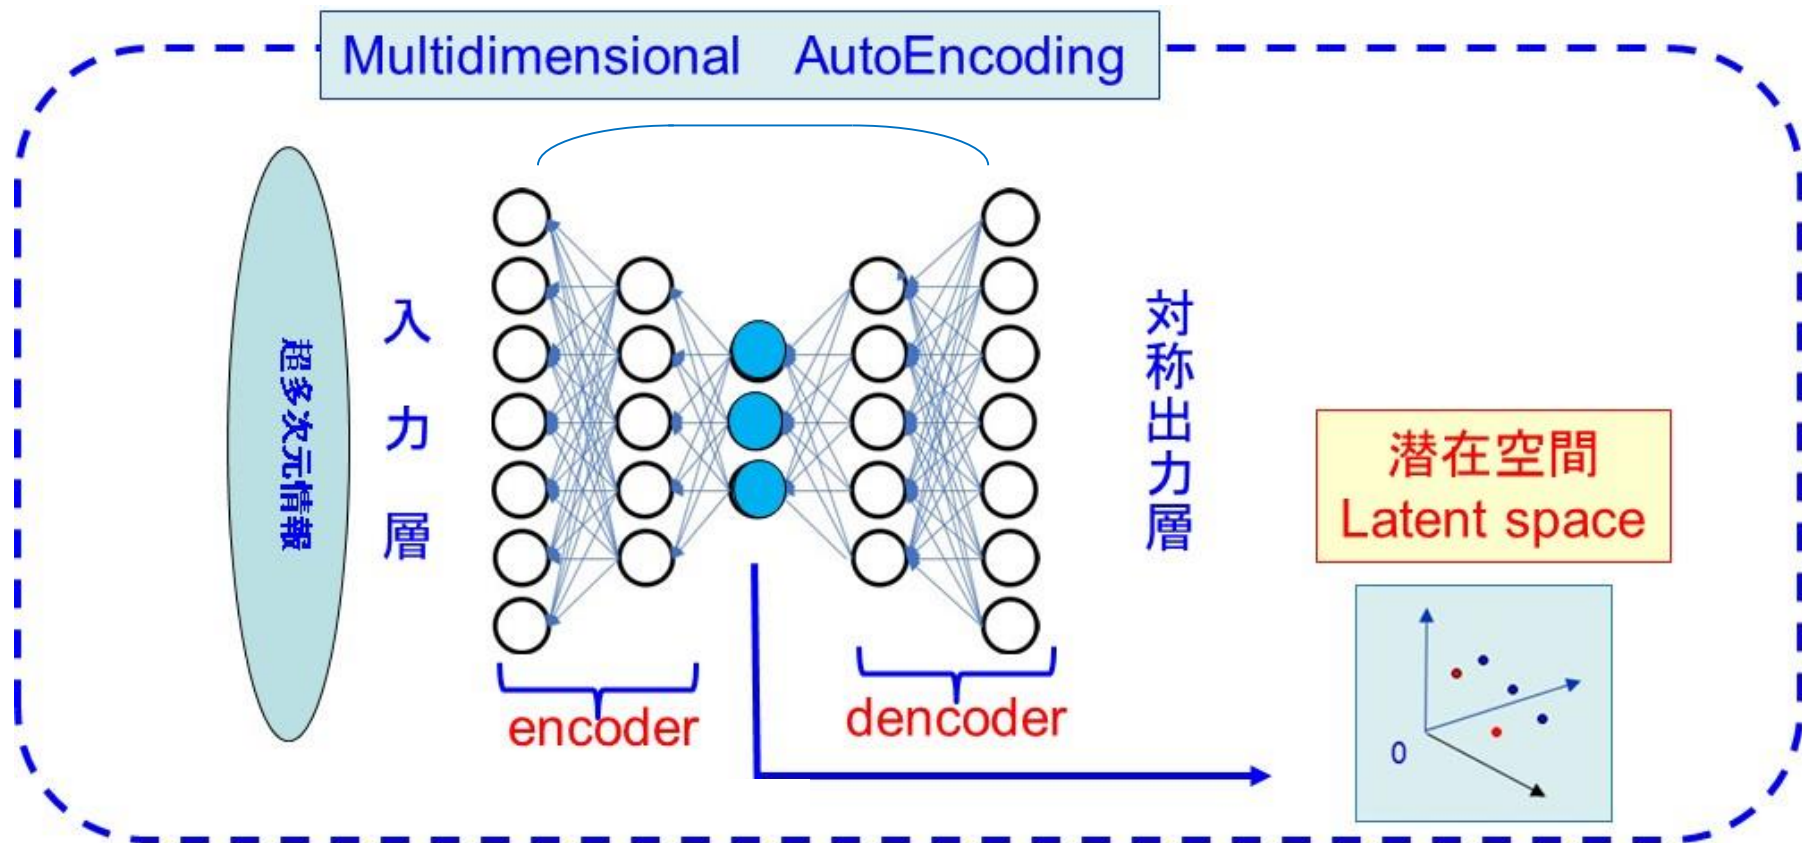 Multidimensional AutoEncoding
超多次元情報
入力層
対称出力層
潜在空間
Latent space
encoder
dencoder
0